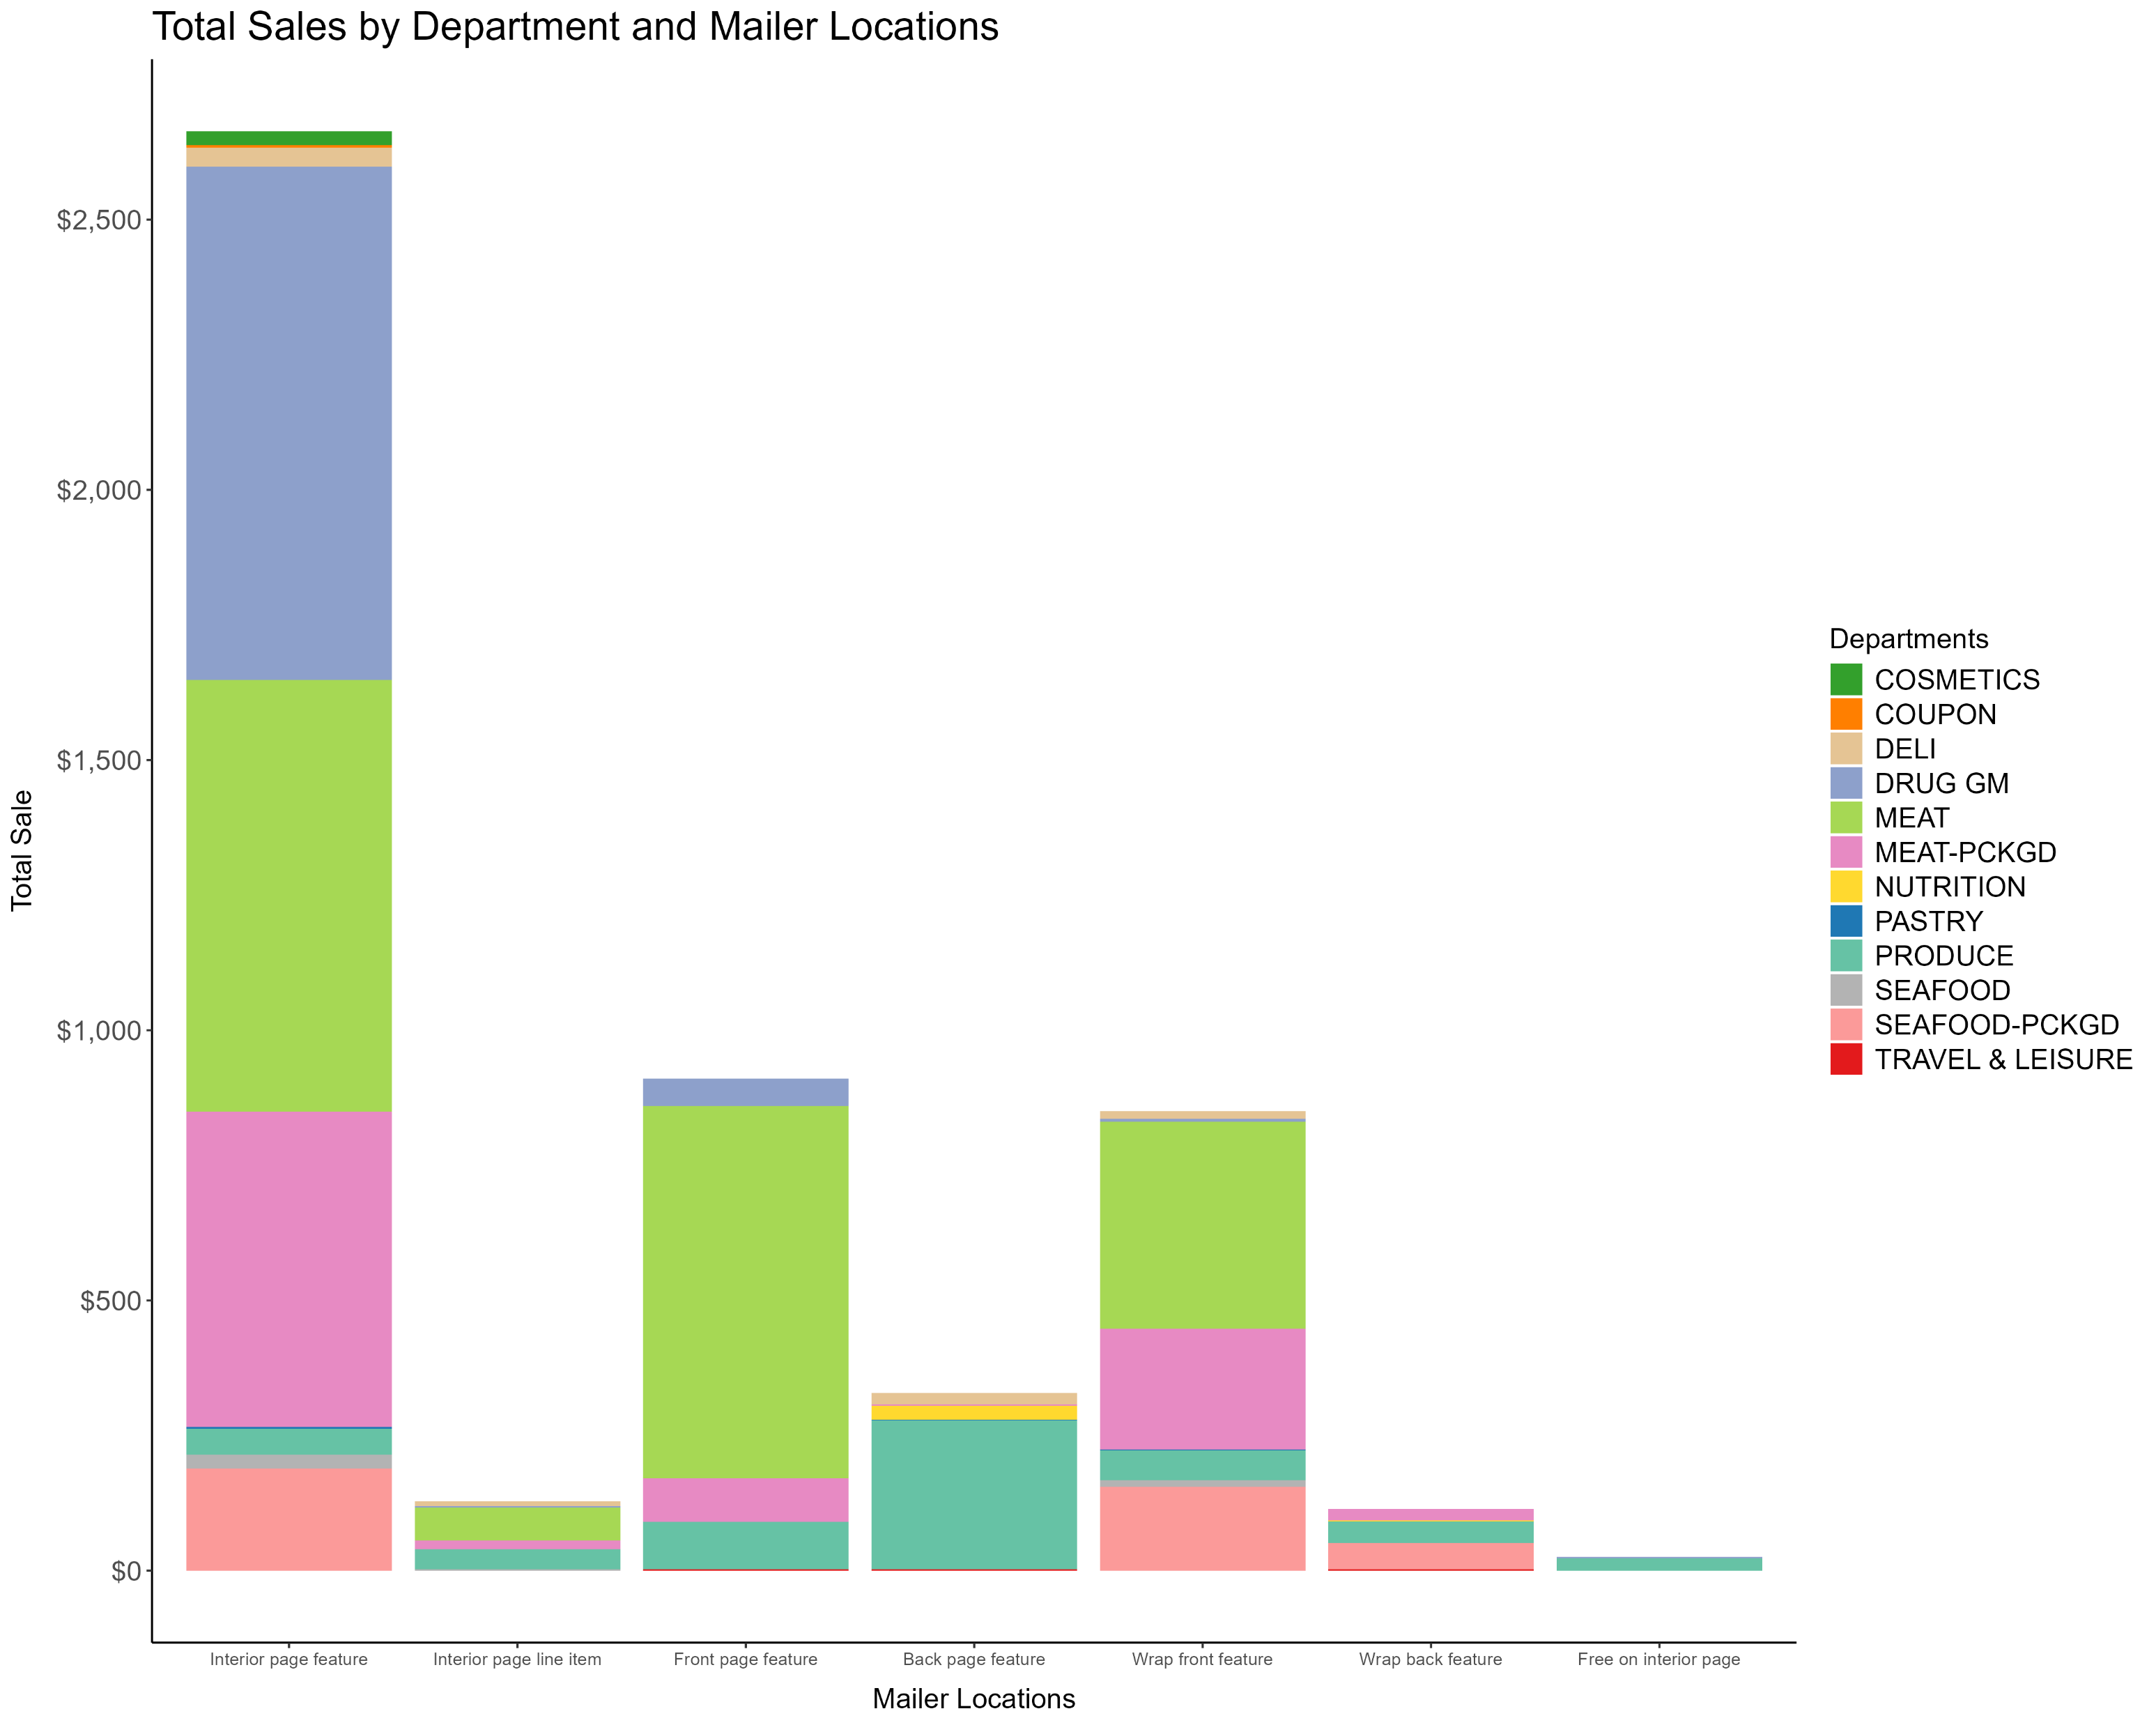 Total Sales by Department and Mailer Locations
$2,500
$2,000
$1,500
$1,000
$500
$0
Total Sale
Interior page feature
Interior page line item
Front page feature
Back page feature
Wrap front feature
Wrap back feature
Free on interior page
Mailer Locations
Departments
COSMETICS
COUPON
DELI
DRUG GM
MEAT
MEAT-PCKGD
NUTRITION
PASTRY
PRODUCE
SEAFOOD
SEAFOOD-PCKGD
TRAVEL & LEISURE